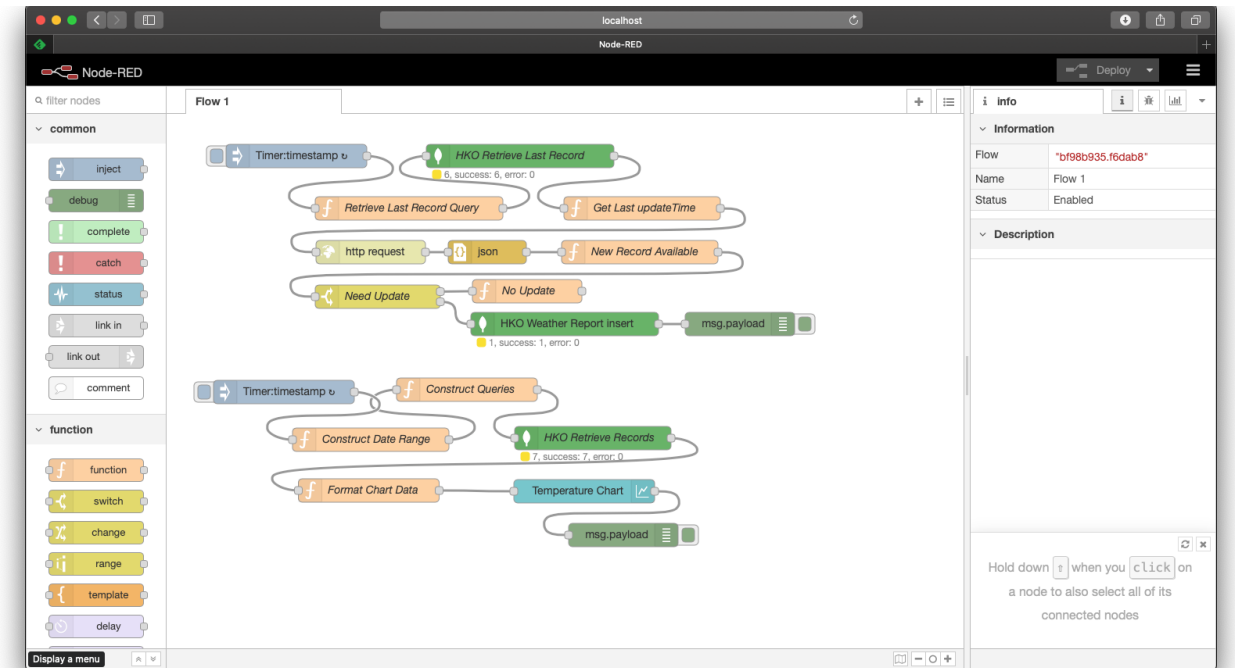 localhost
Node-RED
Node-RED
Deploy
filter nodes
common
inject
debug
complete
catch
status
link in
link out
comment
function
function
switch
change
range
template
delay
Display a menu
Flow 1
Timer:timestamp ↻
HKO Retrieve Last Record
6, success: 6, error: 0
Retrieve Last Record Query
Get Last updateTime
http request
json
New Record Available
Need Update
No Update
HKO Weather Report insert
msg.payload
1, success: 1, error: 0
Timer:timestamp ↻
Construct Queries
Construct Date Range
HKO Retrieve Records
7, success: 7, error: 0
Format Chart Data
Temperature Chart
msg.payload
i info
i
Information
Flow "bf98b935.f6dab8"
Name Flow 1
Status Enabled
Description
Hold down ⇧ when you click on
a node to also select all of its
connected nodes